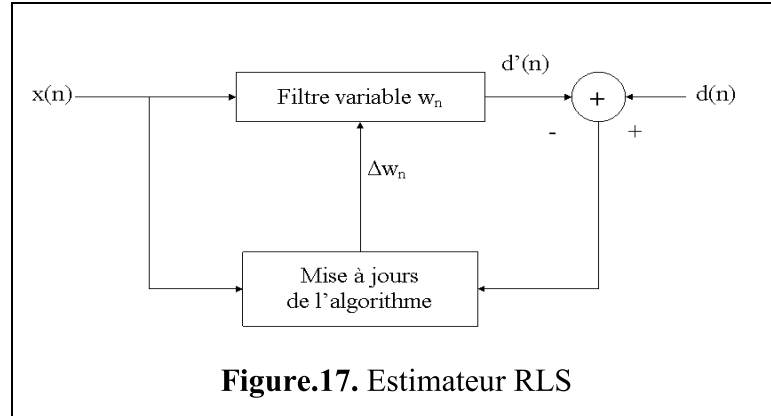 d’(n)
x(n)
Filtre variable wn
+
d(n)
-
+
Δwn
Mise à jours
de l’algorithme
Figure.17. Estimateur RLS